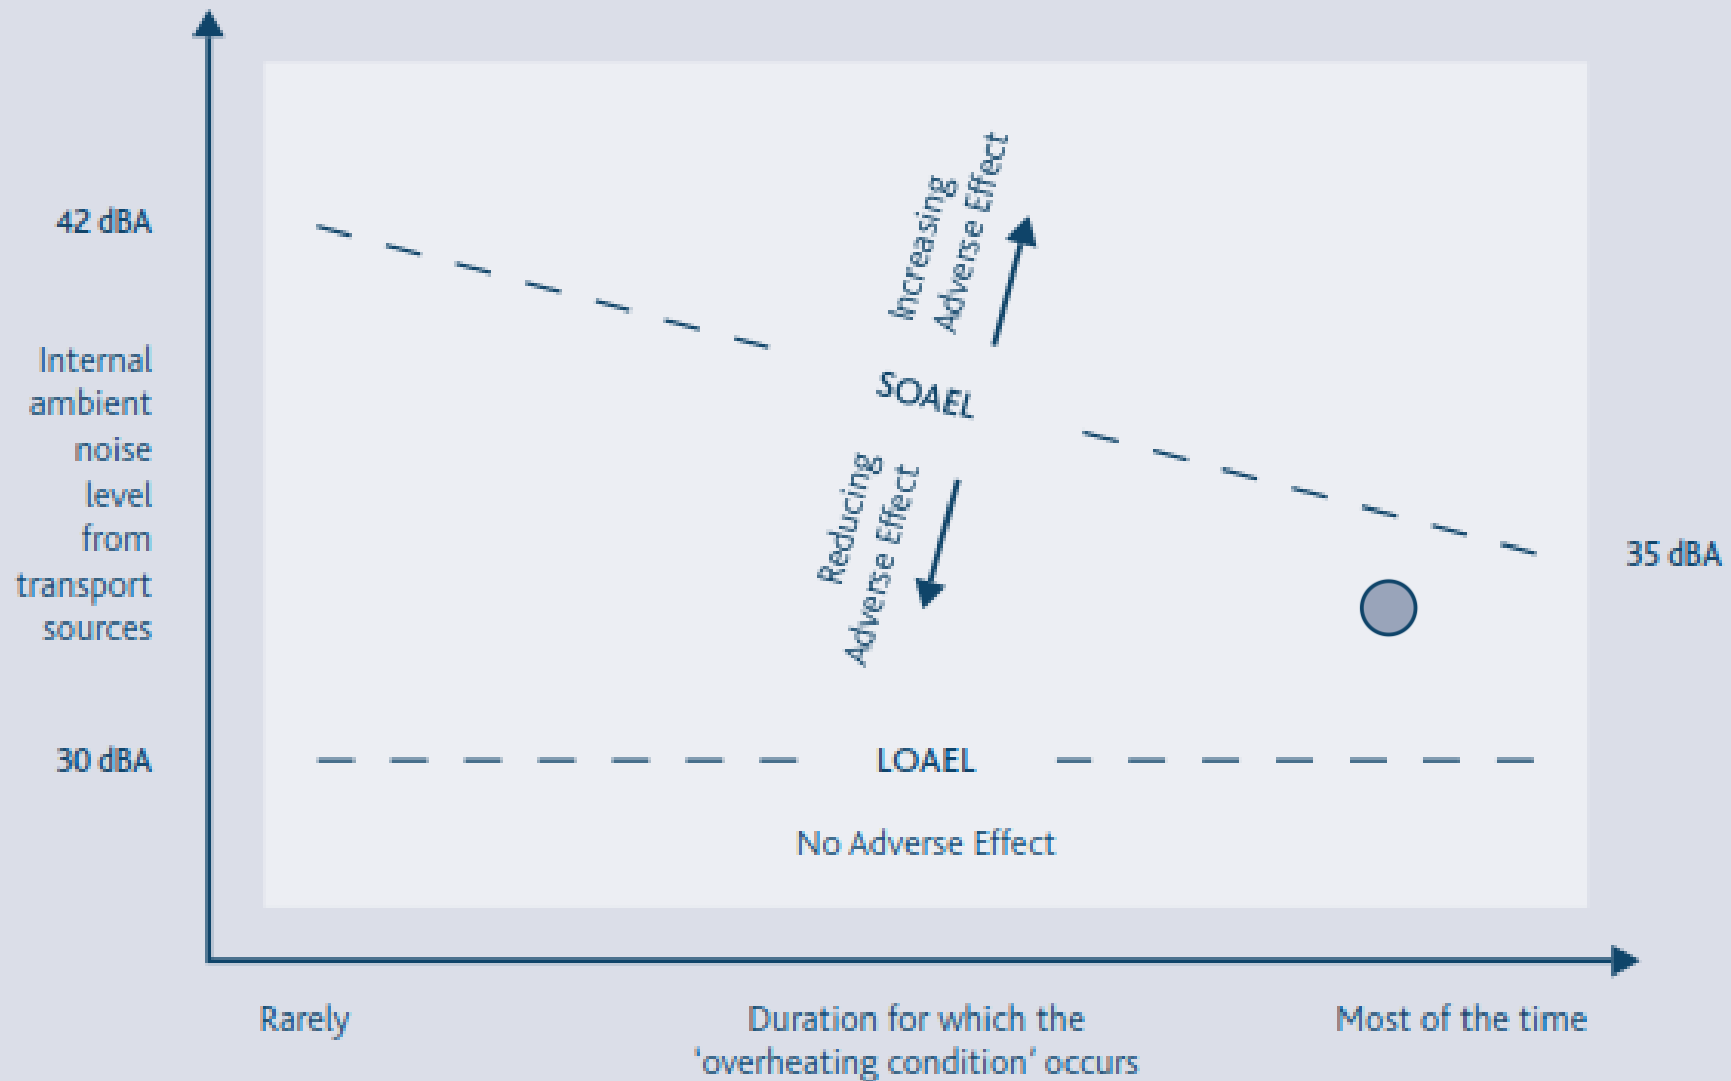 42 dBA
Internal
ambient
noise
level
from
transport
sources
30 dBA
Increasing
Adverse Effect
SOAEL
Reducing
Adverse Effect
35 dBA
LOAEL
No Adverse Effect
Rarely
Duration for which the
'overheating condition' occurs
Most of the time